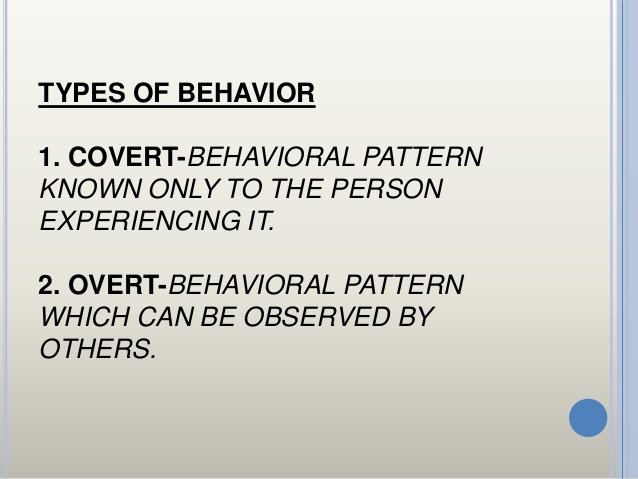 TYPES OF BEHAVIOR
1. COVERT-BEHAVIORAL PATTERN
KNOWN ONLY TO THE PERSON
EXPERIENCING IT.
2. OVERT-BEHAVIORAL PATTERN
WHICH CAN BE OBSERVED BY
OTHERS.